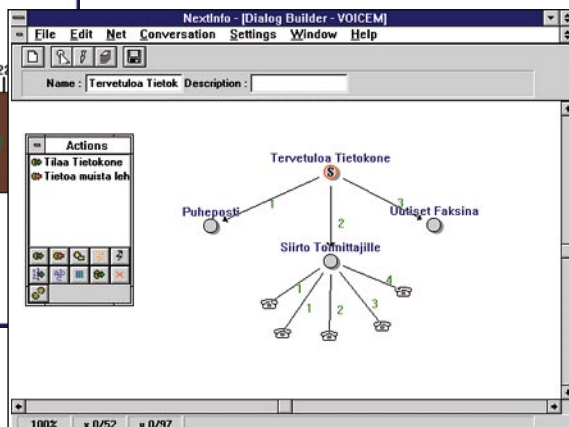 NextInfo - [Dialog Builder - VOICEM]
File Edit Net Conversation Settings Window Help
Name : Tervetuloa Tietok Description :
Actions
Tilaa Tietokone
Tietoa muista leh
Tervetuloa Tietokone
S
1
2
3
Puheposti
Uutiset Faksina
Siirto Toimittajille
1
1
2
3
4
100% x 0/52 y 0/97